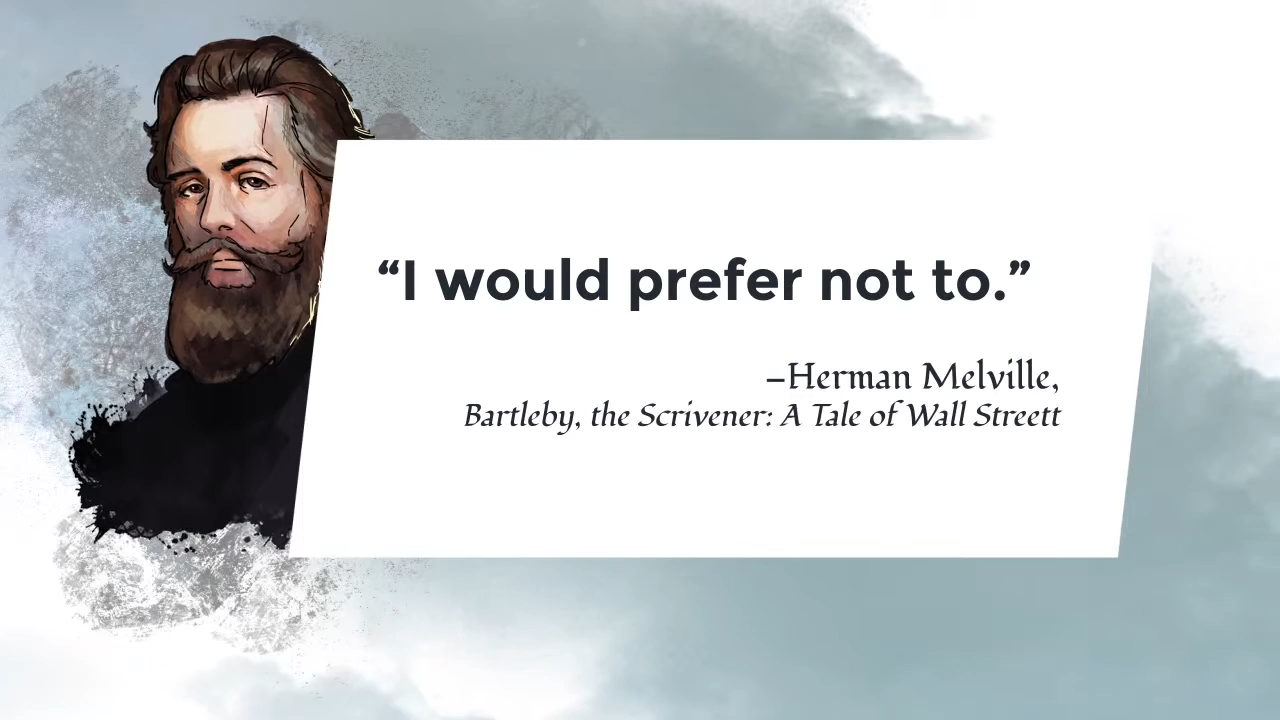 “I would prefer not to.”
–Herman Melville,
Bartleby, the Scrivener: A Tale of Wall Streett